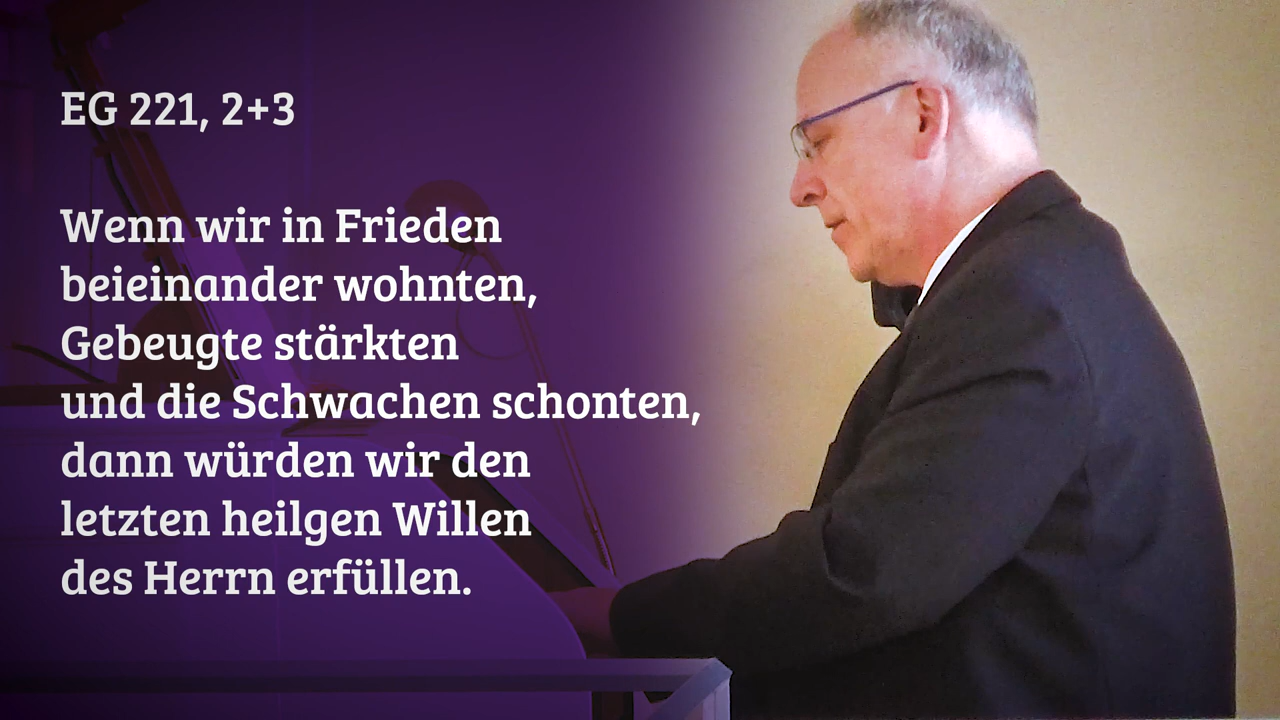 EG 221, 2+3
Wenn wir in Frieden
beieinander wohnten,
Gebeugte stärkten
und die Schwachen schonten,
dann würden wir den
letzten heilgen Willen
des Herrn erfüllen.